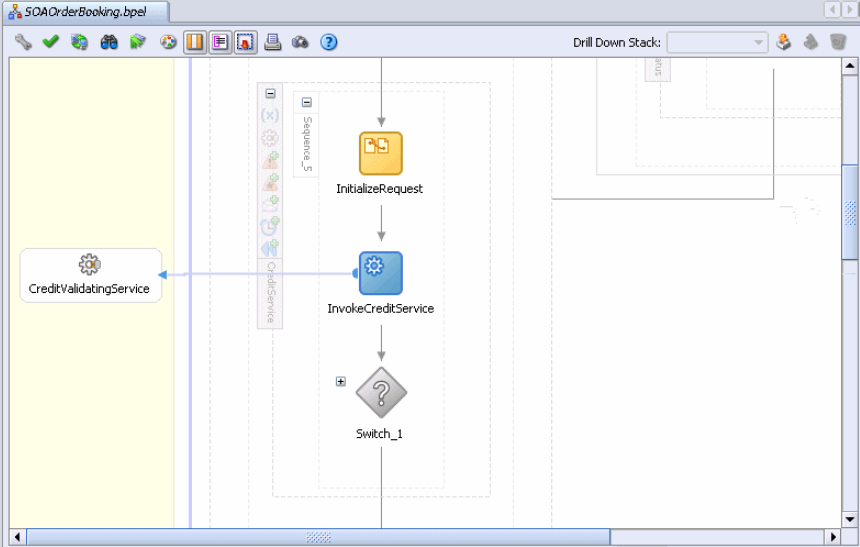 SOAOrderBooking.bpel
Drill Down Stack:
Sequence_5
InitializeRequest
CreditValidatingService
CreditService
InvokeCreditService
Switch_1